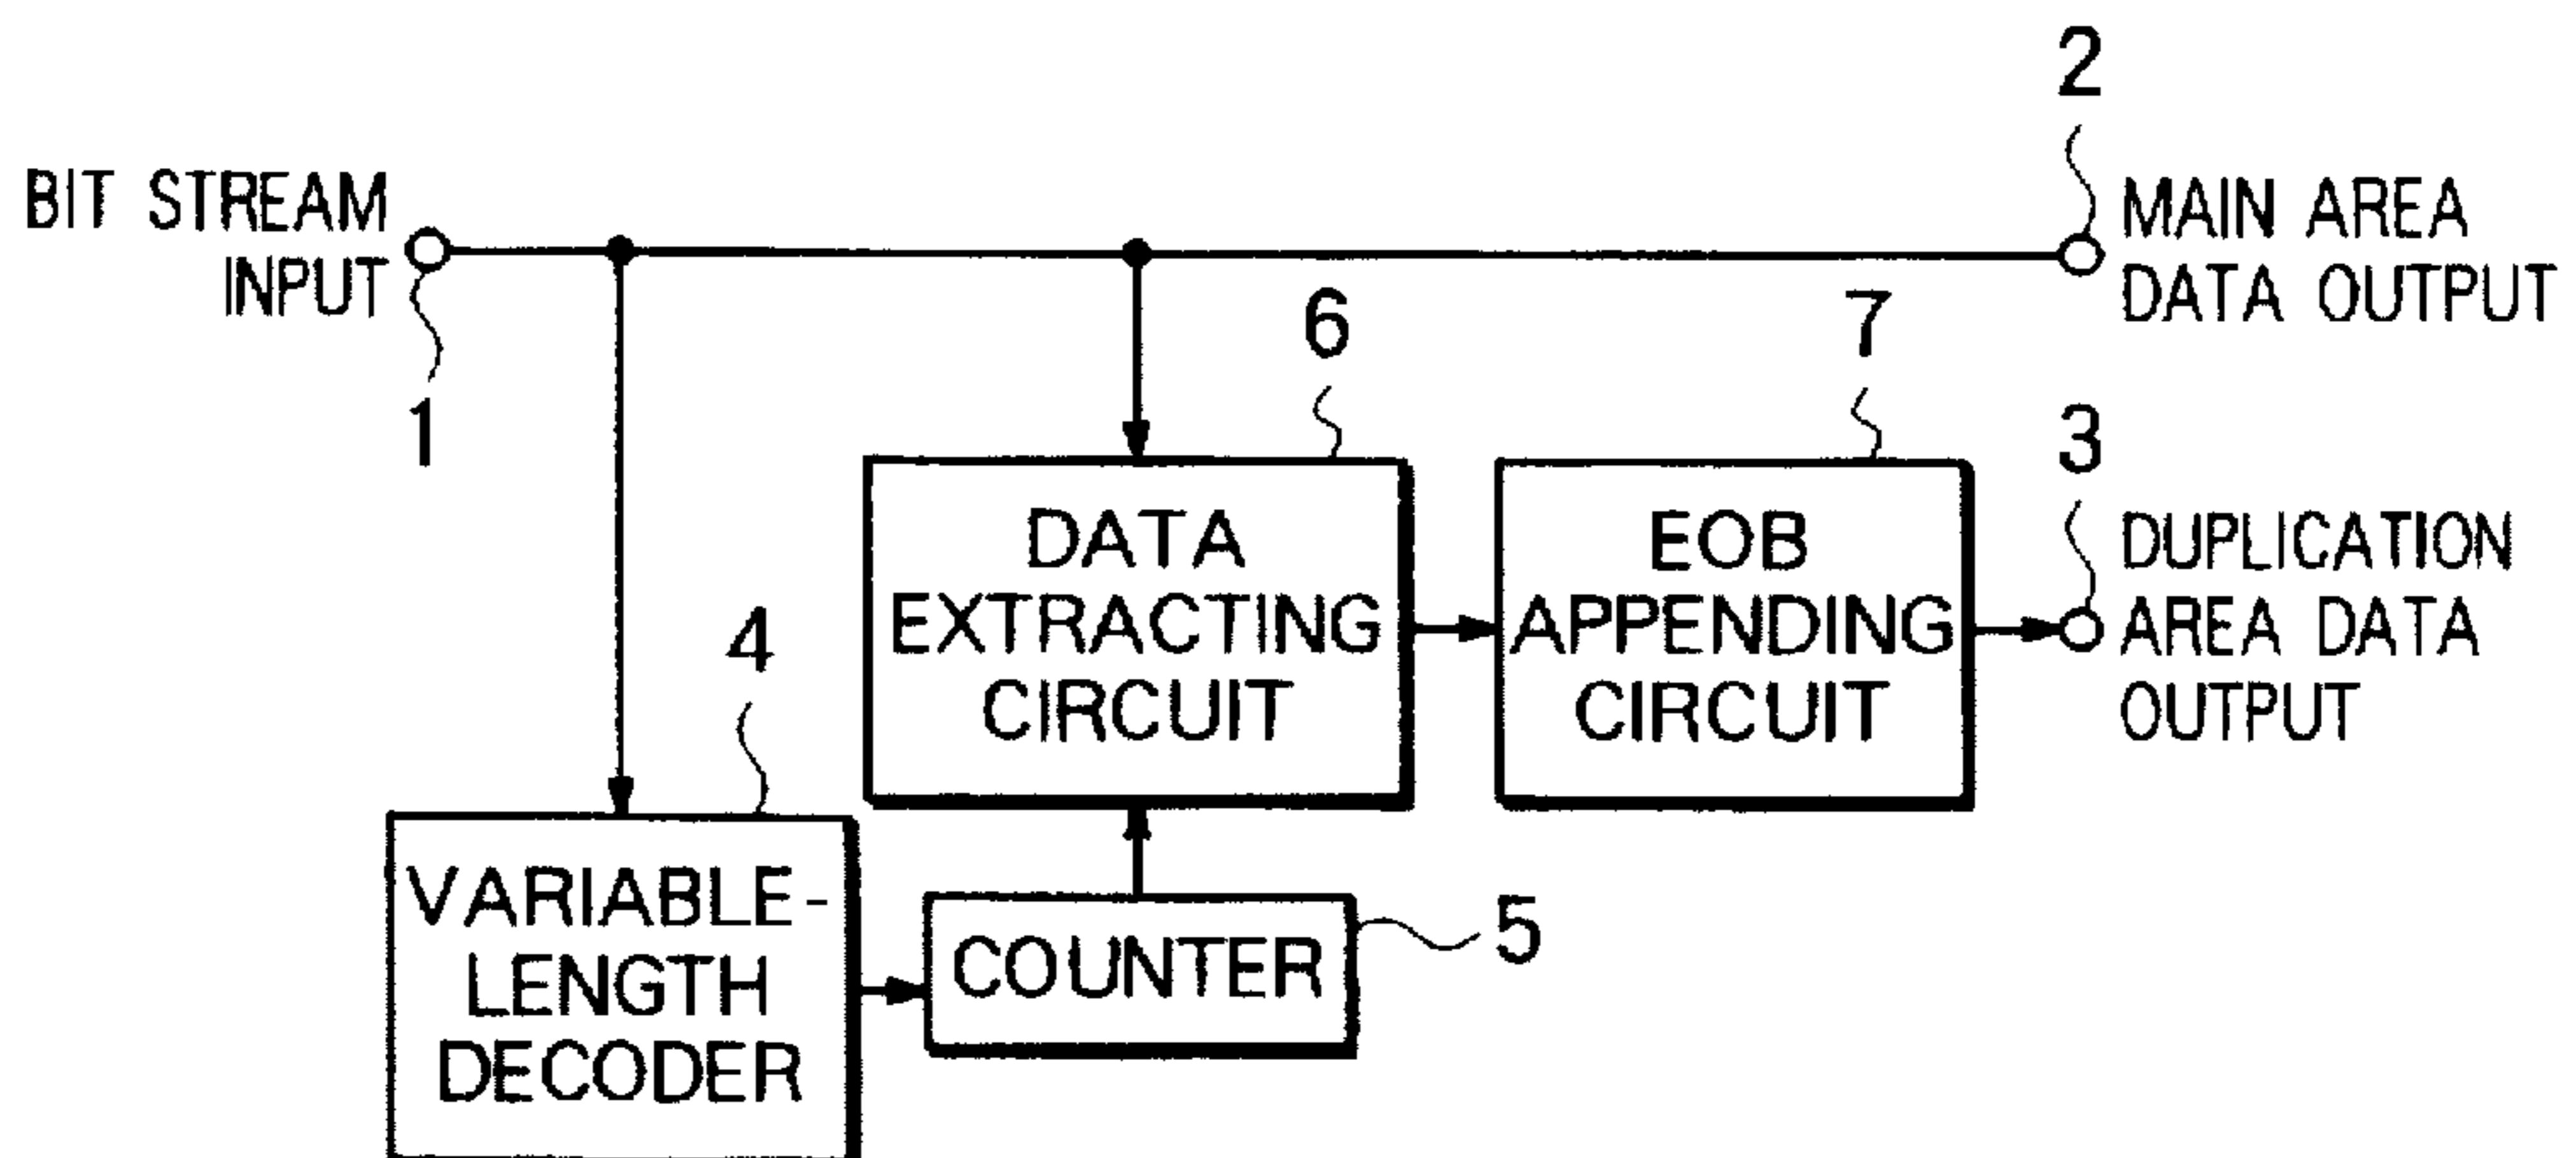 2
BIT STREAM
INPUT
1
MAIN AREA
DATA OUTPUT
6
7
3
DATA
EXTRACTING
CIRCUIT
EOB
APPENDING
CIRCUIT
DUPLICATION
AREA DATA
OUTPUT
4
VARIABLE-
LENGTH
DECODER
COUNTER
5